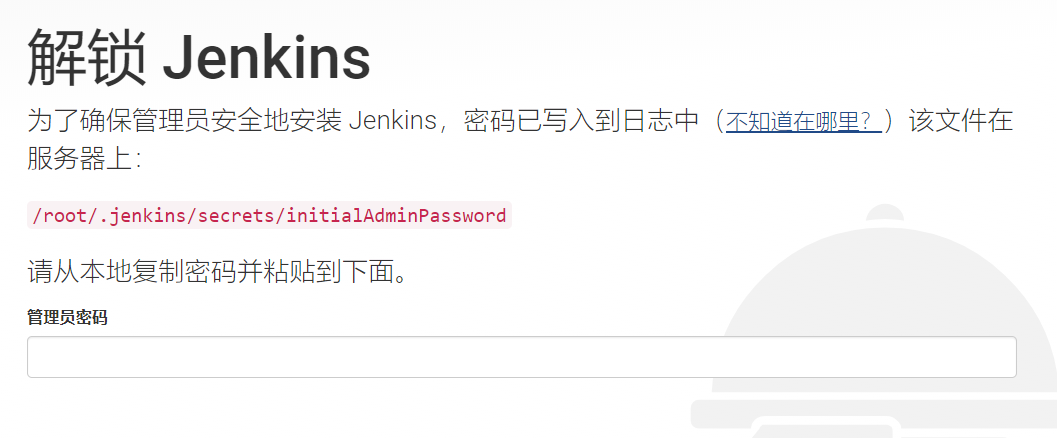 解锁 Jenkins
为了确保管理员安全地安装 Jenkins，密码已写入到日志中（不知道在哪里？）该文件在
服务器上：
/root/.jenkins/secrets/initialAdminPassword
请从本地复制密码并粘贴到下面。
管理员密码